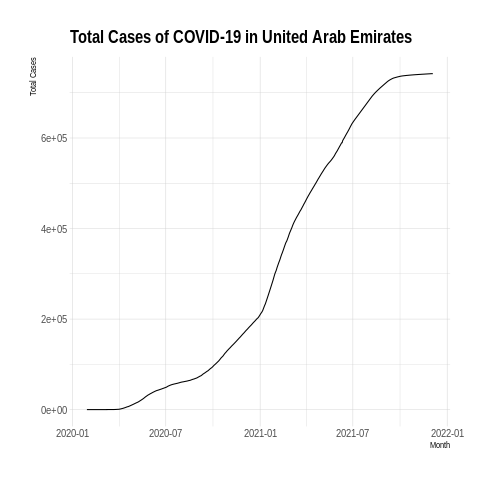 Total Cases of COVID-19 in United Arab Emirates
Total Cases
6e+05
4e+05
2e+05
0e+00
2020-01 2020-07 2021-01 2021-07 2022-01
Month